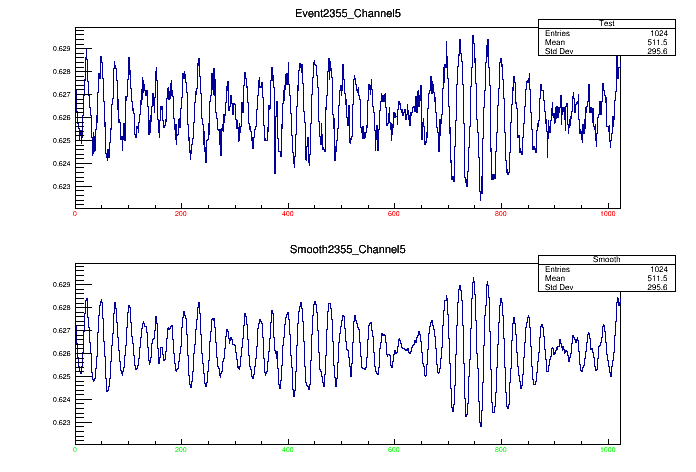 Event2355_Channel5
Test
Entries 1024
Mean 511.5
Std Dev 295.6
0.629
0.628
0.627
0.626
0.625
0.624
0.623
0 200 400 600 800 1000
Smooth2355_Channel5
Smooth
Entries 1024
Mean 511.5
Std Dev 295.6
0.629
0.628
0.627
0.626
0.625
0.624
0.623
0 200 400 600 800 1000